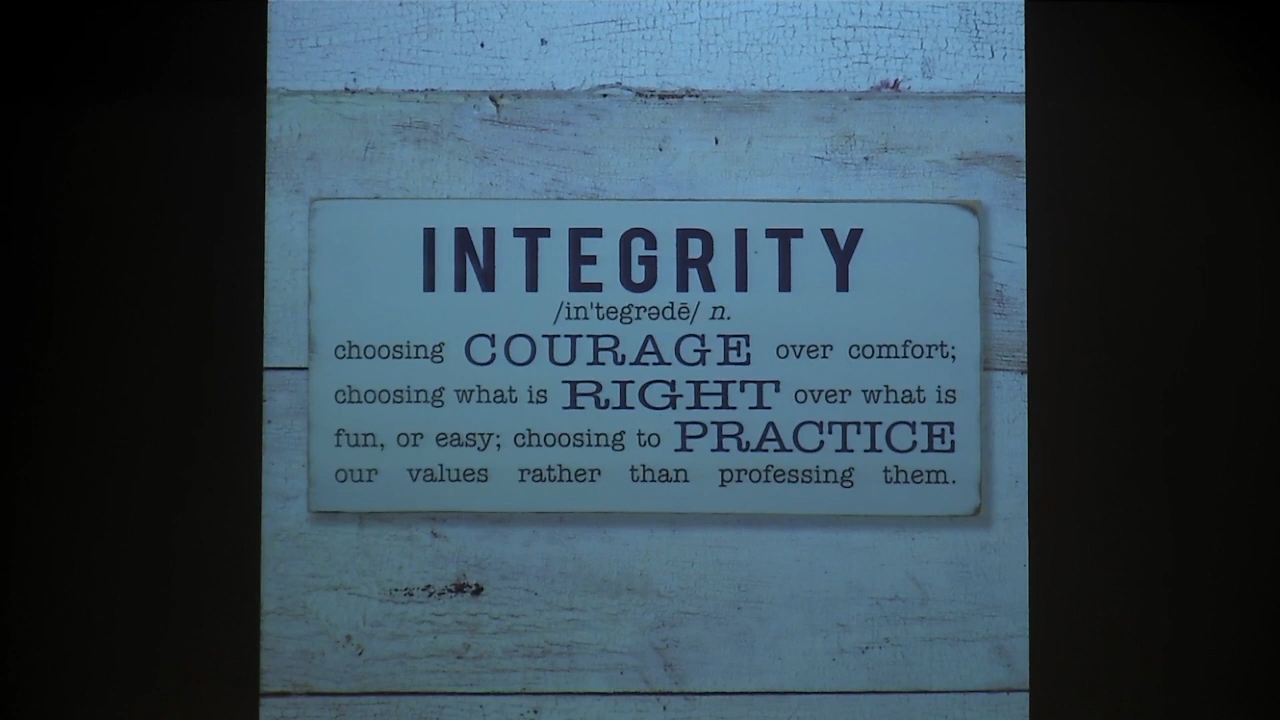 INTEGRITY
/in'tegrədē/ n.
choosing COURAGE over comfort;
choosing what is RIGHT over what is
fun, or easy; choosing to PRACTICE
our values rather than professing them.